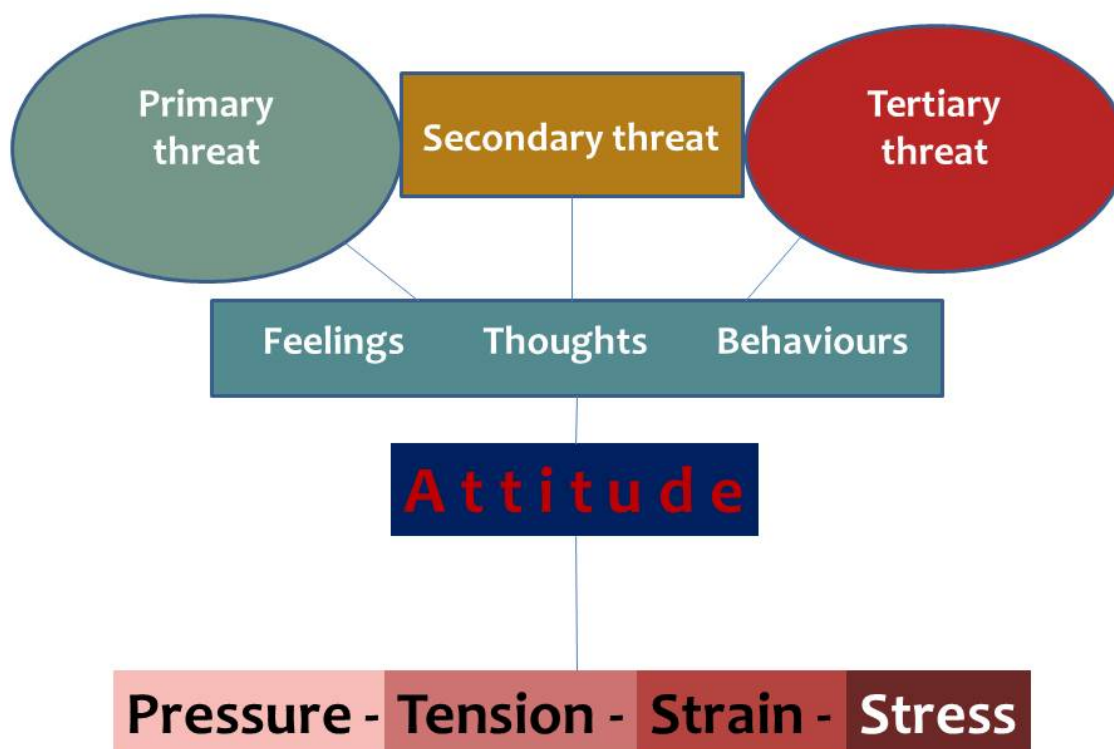 Primary
threat
Secondary threat
Tertiary
threat
Feelings Thoughts Behaviours
Attitude
Pressure - Tension - Strain - Stress